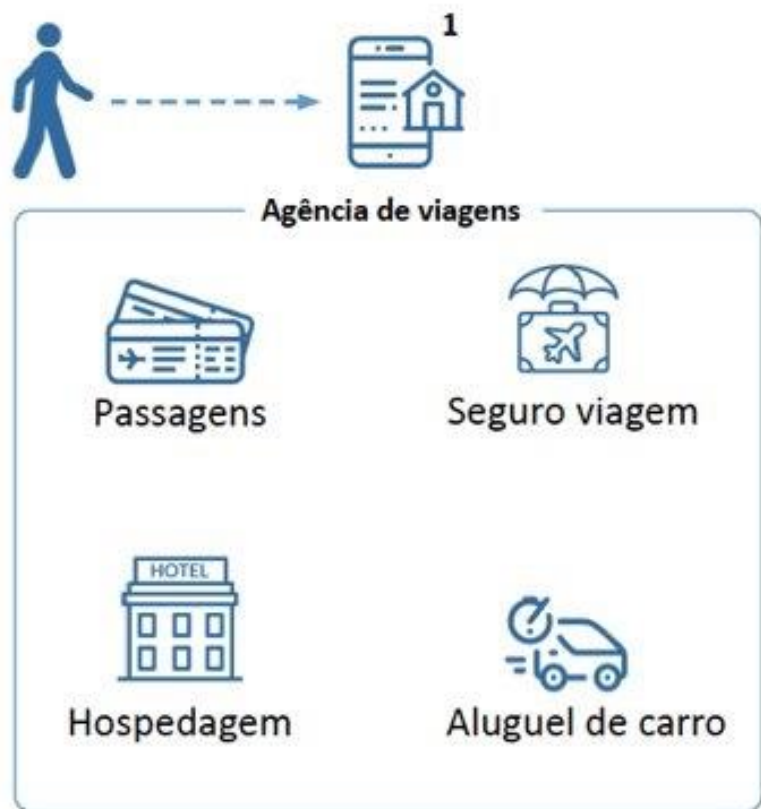 1
Agência de viagens
Passagens
Seguro viagem
HOTEL
Hospedagem
Aluguel de carro